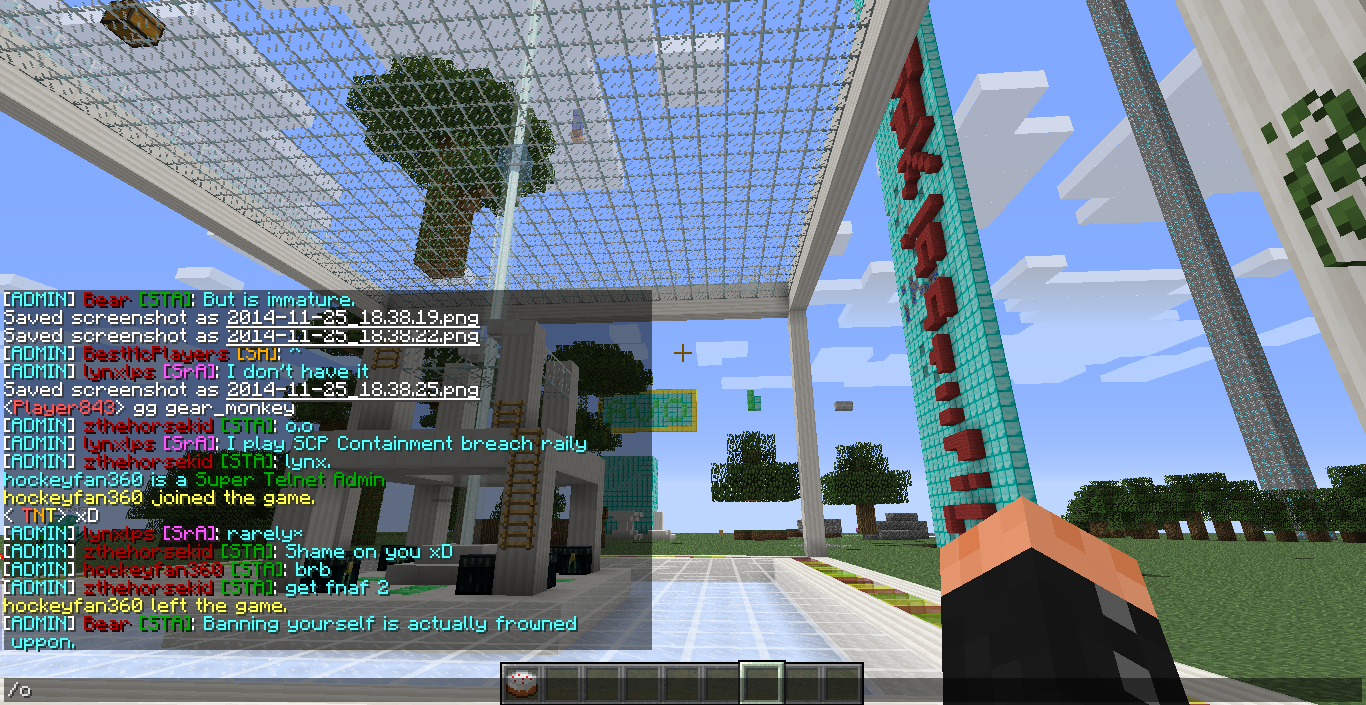 [ADMIN] Bear [STA]: But is immature.
Saved screenshot as 2014-11-25_18.38.19.png
Saved screenshot as 2014-11-25_18.38.22.png
[ADMIN] BestMcPlayers [SA]: ^
[ADMIN] lynxlps [SrA]: I don't have it
Saved screenshot as 2014-11-25_18.38.25.png
<Player843> gg gear_monkey
[ADMIN] zthehorsekid [STA]: o.o
[ADMIN] lynxlps [SrA]: I play SCP Containment breach raily
[ADMIN] zthehorsekid [STA]: lynx.
hockeyfan360 is a Super Telnet Admin
hockeyfan360 joined the game.
< TNT> xD
[ADMIN] lynxlps [SrA]: rarely*
[ADMIN] zthehorsekid [STA]: Shame on you xD
[ADMIN] hockeyfan360 [STA]: brb
[ADMIN] zthehorsekid [STA]: get fnaf 2
hockeyfan360 left the game.
[ADMIN] Bear [STA]: Banning yourself is actually frowned
uppon.
/o